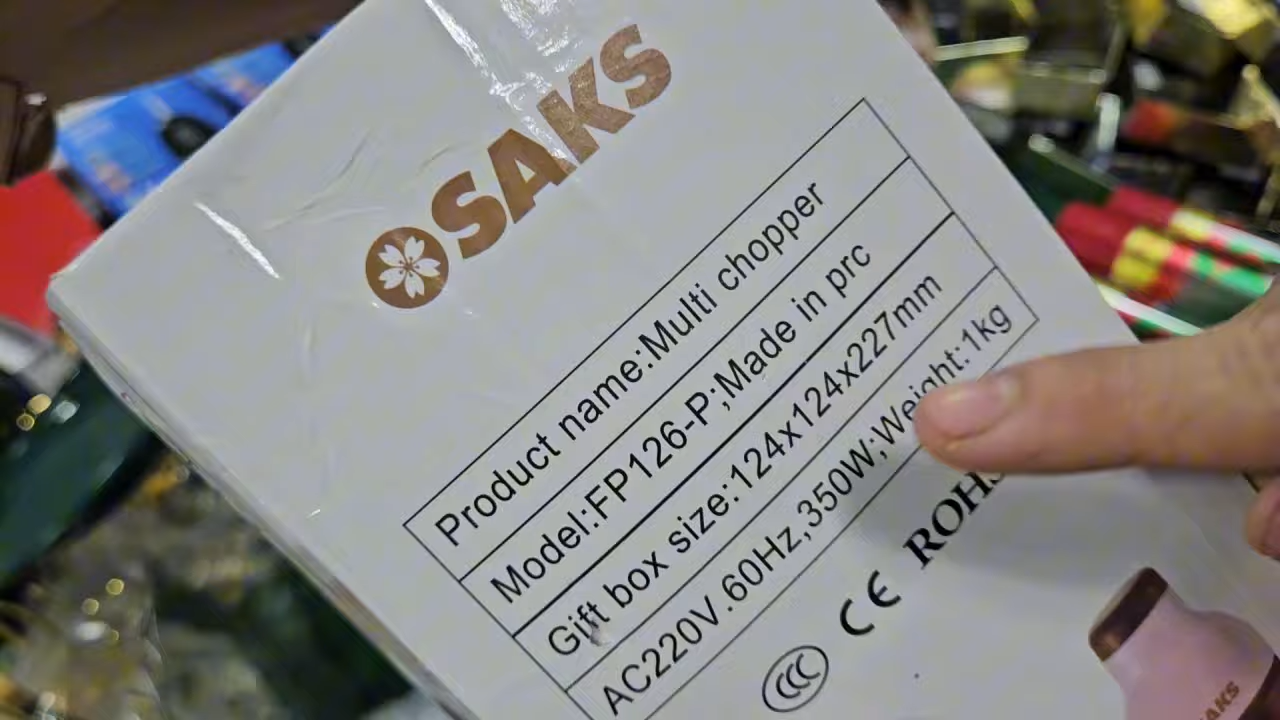 SAKS
Product name:Multi chopper
Model:FP126-P;Made in prc
Gift box size:124x124x227mm
AC220V.60Hz,350W;Weight:1kg
CCC CE ROHS